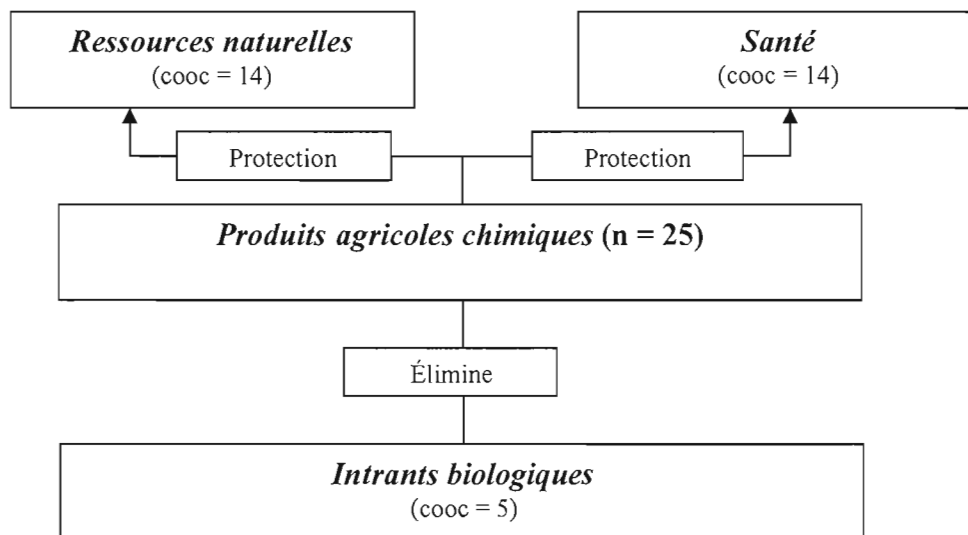 Ressources naturelles
(cooc = 14)
Santé
(cooc = 14)
Protection
Protection
Produits agricoles chimiques (n = 25)
Élimine
Intrants biologiques
(cooc = 5)